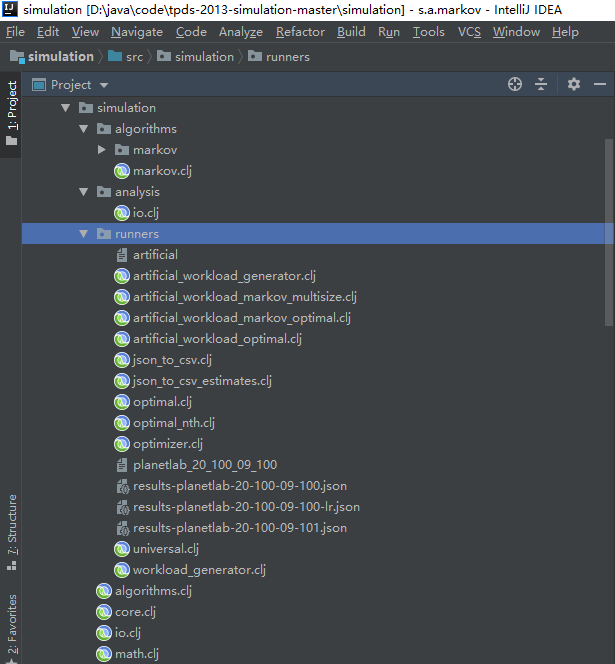 simulation [D:\java\code\tpds-2013-simulation-master\simulation] - s.a.markov - IntelliJ IDEA
File Edit View Navigate Code Analyze Refactor Build Run Tools VCS Window Help
simulation src simulation runners
1: Project
Project
simulation
algorithms
markov
markov.clj
analysis
io.clj
runners
artificial
artificial_workload_generator.clj
artificial_workload_markov_multisize.clj
artificial_workload_markov_optimal.clj
artificial_workload_optimal.clj
json_to_csv.clj
json_to_csv_estimates.clj
optimal.clj
optimal_nth.clj
optimizer.clj
planetlab_20_100_09_100
results-planetlab-20-100-09-100.json
results-planetlab-20-100-09-100-lr.json
results-planetlab-20-100-09-101.json
universal.clj
workload_generator.clj
algorithms.clj
core.clj
io.clj
math.clj
7: Structure
2: Favorites